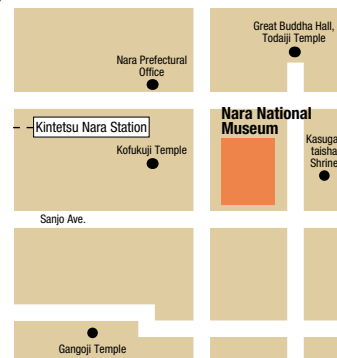 Great Buddha Hall,
Todaiji Temple
Nara Prefectural
Office
Nara National
Museum
Kintetsu Nara Station
Kofukuji Temple
Kasuga
taisha
Shrine
Sanjo Ave.
Gangoji Temple